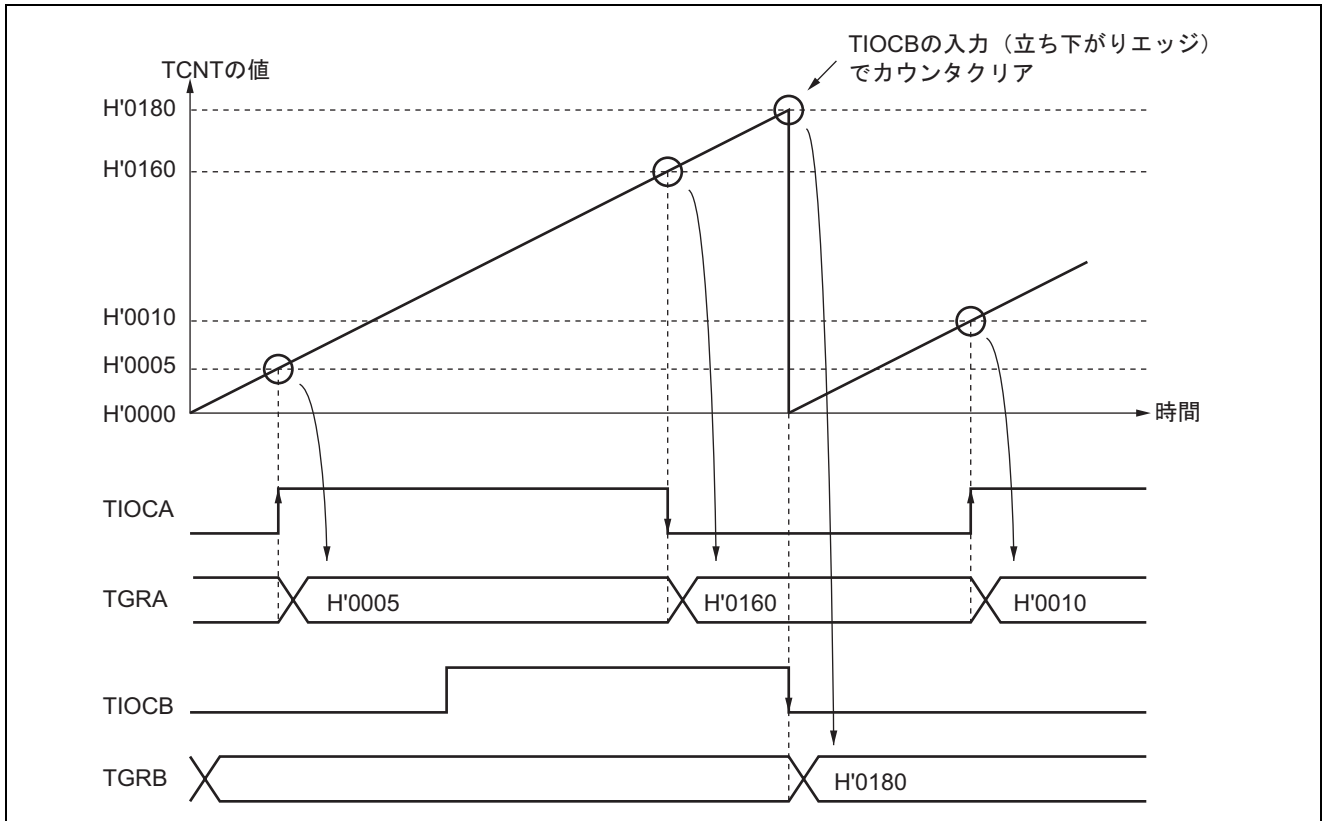 TIOCBの入力（立ち下がりエッジ）
でカウンタクリア
TCNTの値
H'0180
H'0160
H'0010
H'0005
H'0000
時間
TIOCA
TGRA
H'0005
H'0160
H'0010
TIOCB
TGRB
H'0180